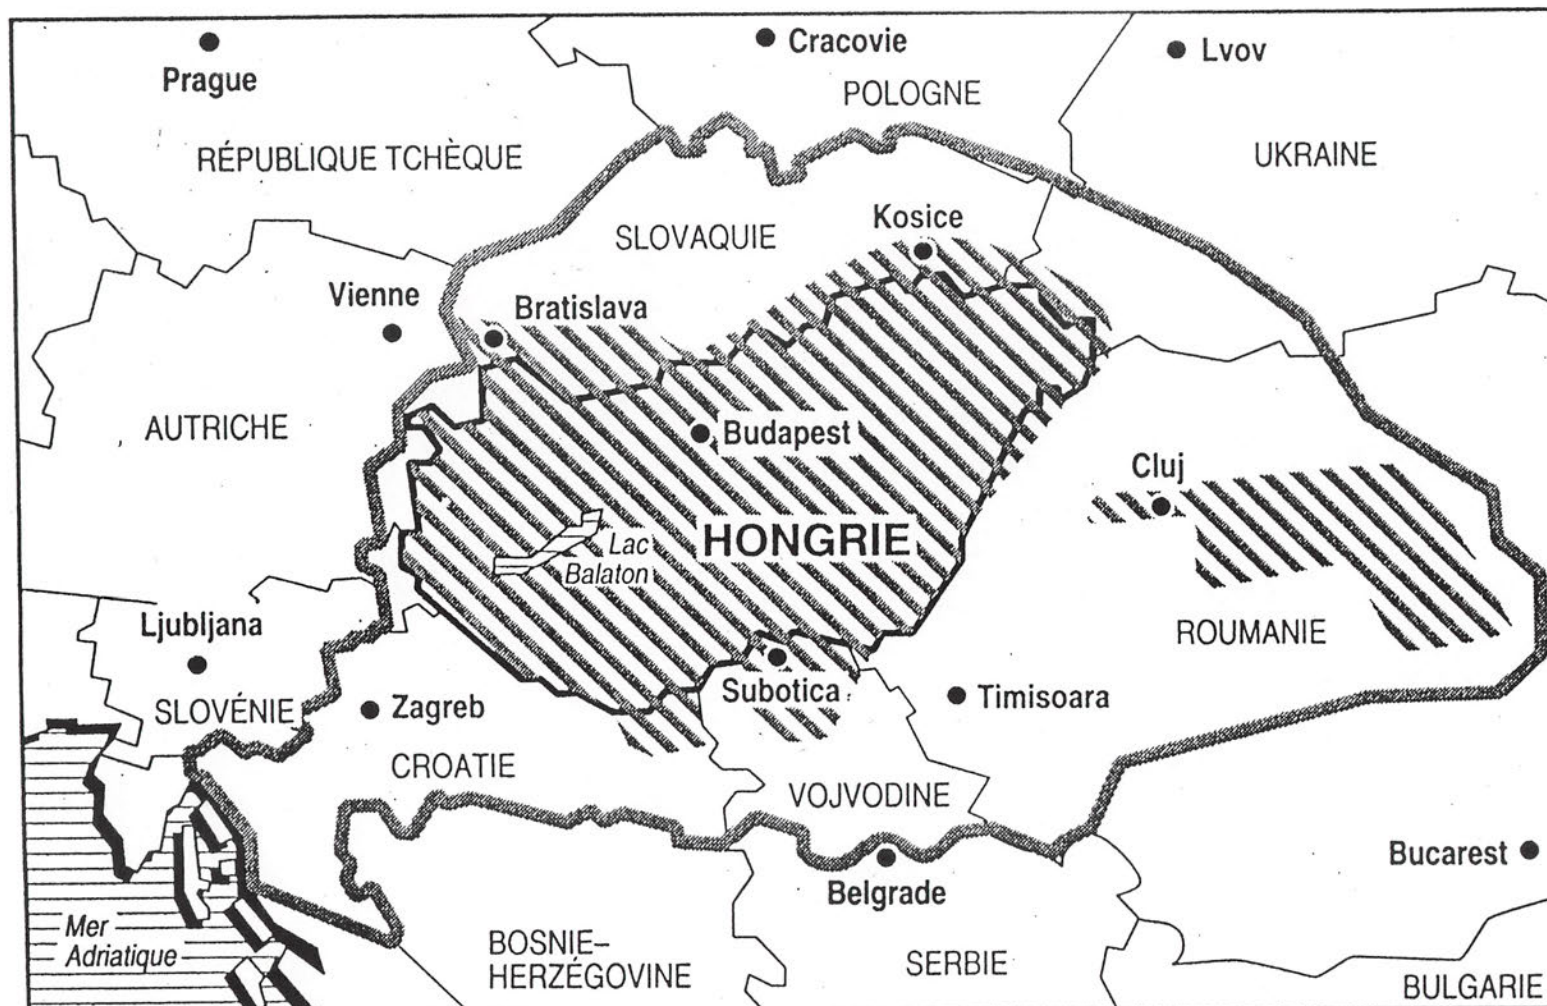 Prague
Cracovie
Lvov
POLOGNE
RÉPUBLIQUE TCHÈQUE
UKRAINE
Kosice
SLOVAQUIE
Vienne
Bratislava
AUTRICHE
Budapest
Cluj
HONGRIE
Lac
Balaton
Ljubljana
ROUMANIE
Subotica
Timisoara
SLOVÉNIE
Zagreb
CROATIE
VOJVODINE
Bucarest
Belgrade
Mer
Adriatique
BOSNIE–
HERZÉGOVINE
SERBIE
BULGARIE